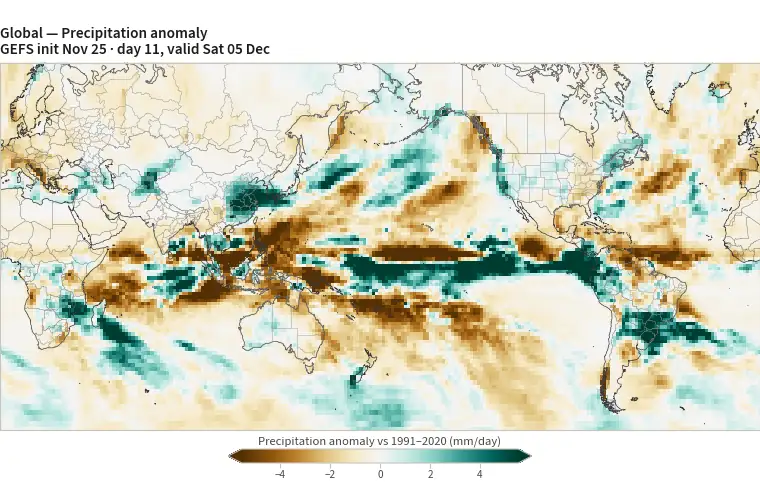 Global — Precipitation anomaly
GEFS init Nov 25 · day 11, valid Sat 05 Dec
Precipitation anomaly vs 1991–2020 (mm/day)
−4 −2 0 2 4